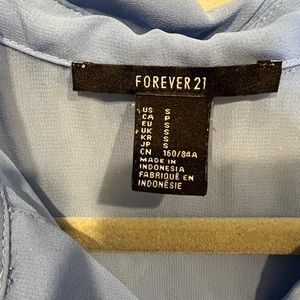 FOREVER 21
US S
CA P
EU S
UK S
KR S
JP S
CN 160/84A
MADE IN
INDONESIA
FABRIQUÉ EN
INDONÉSIE